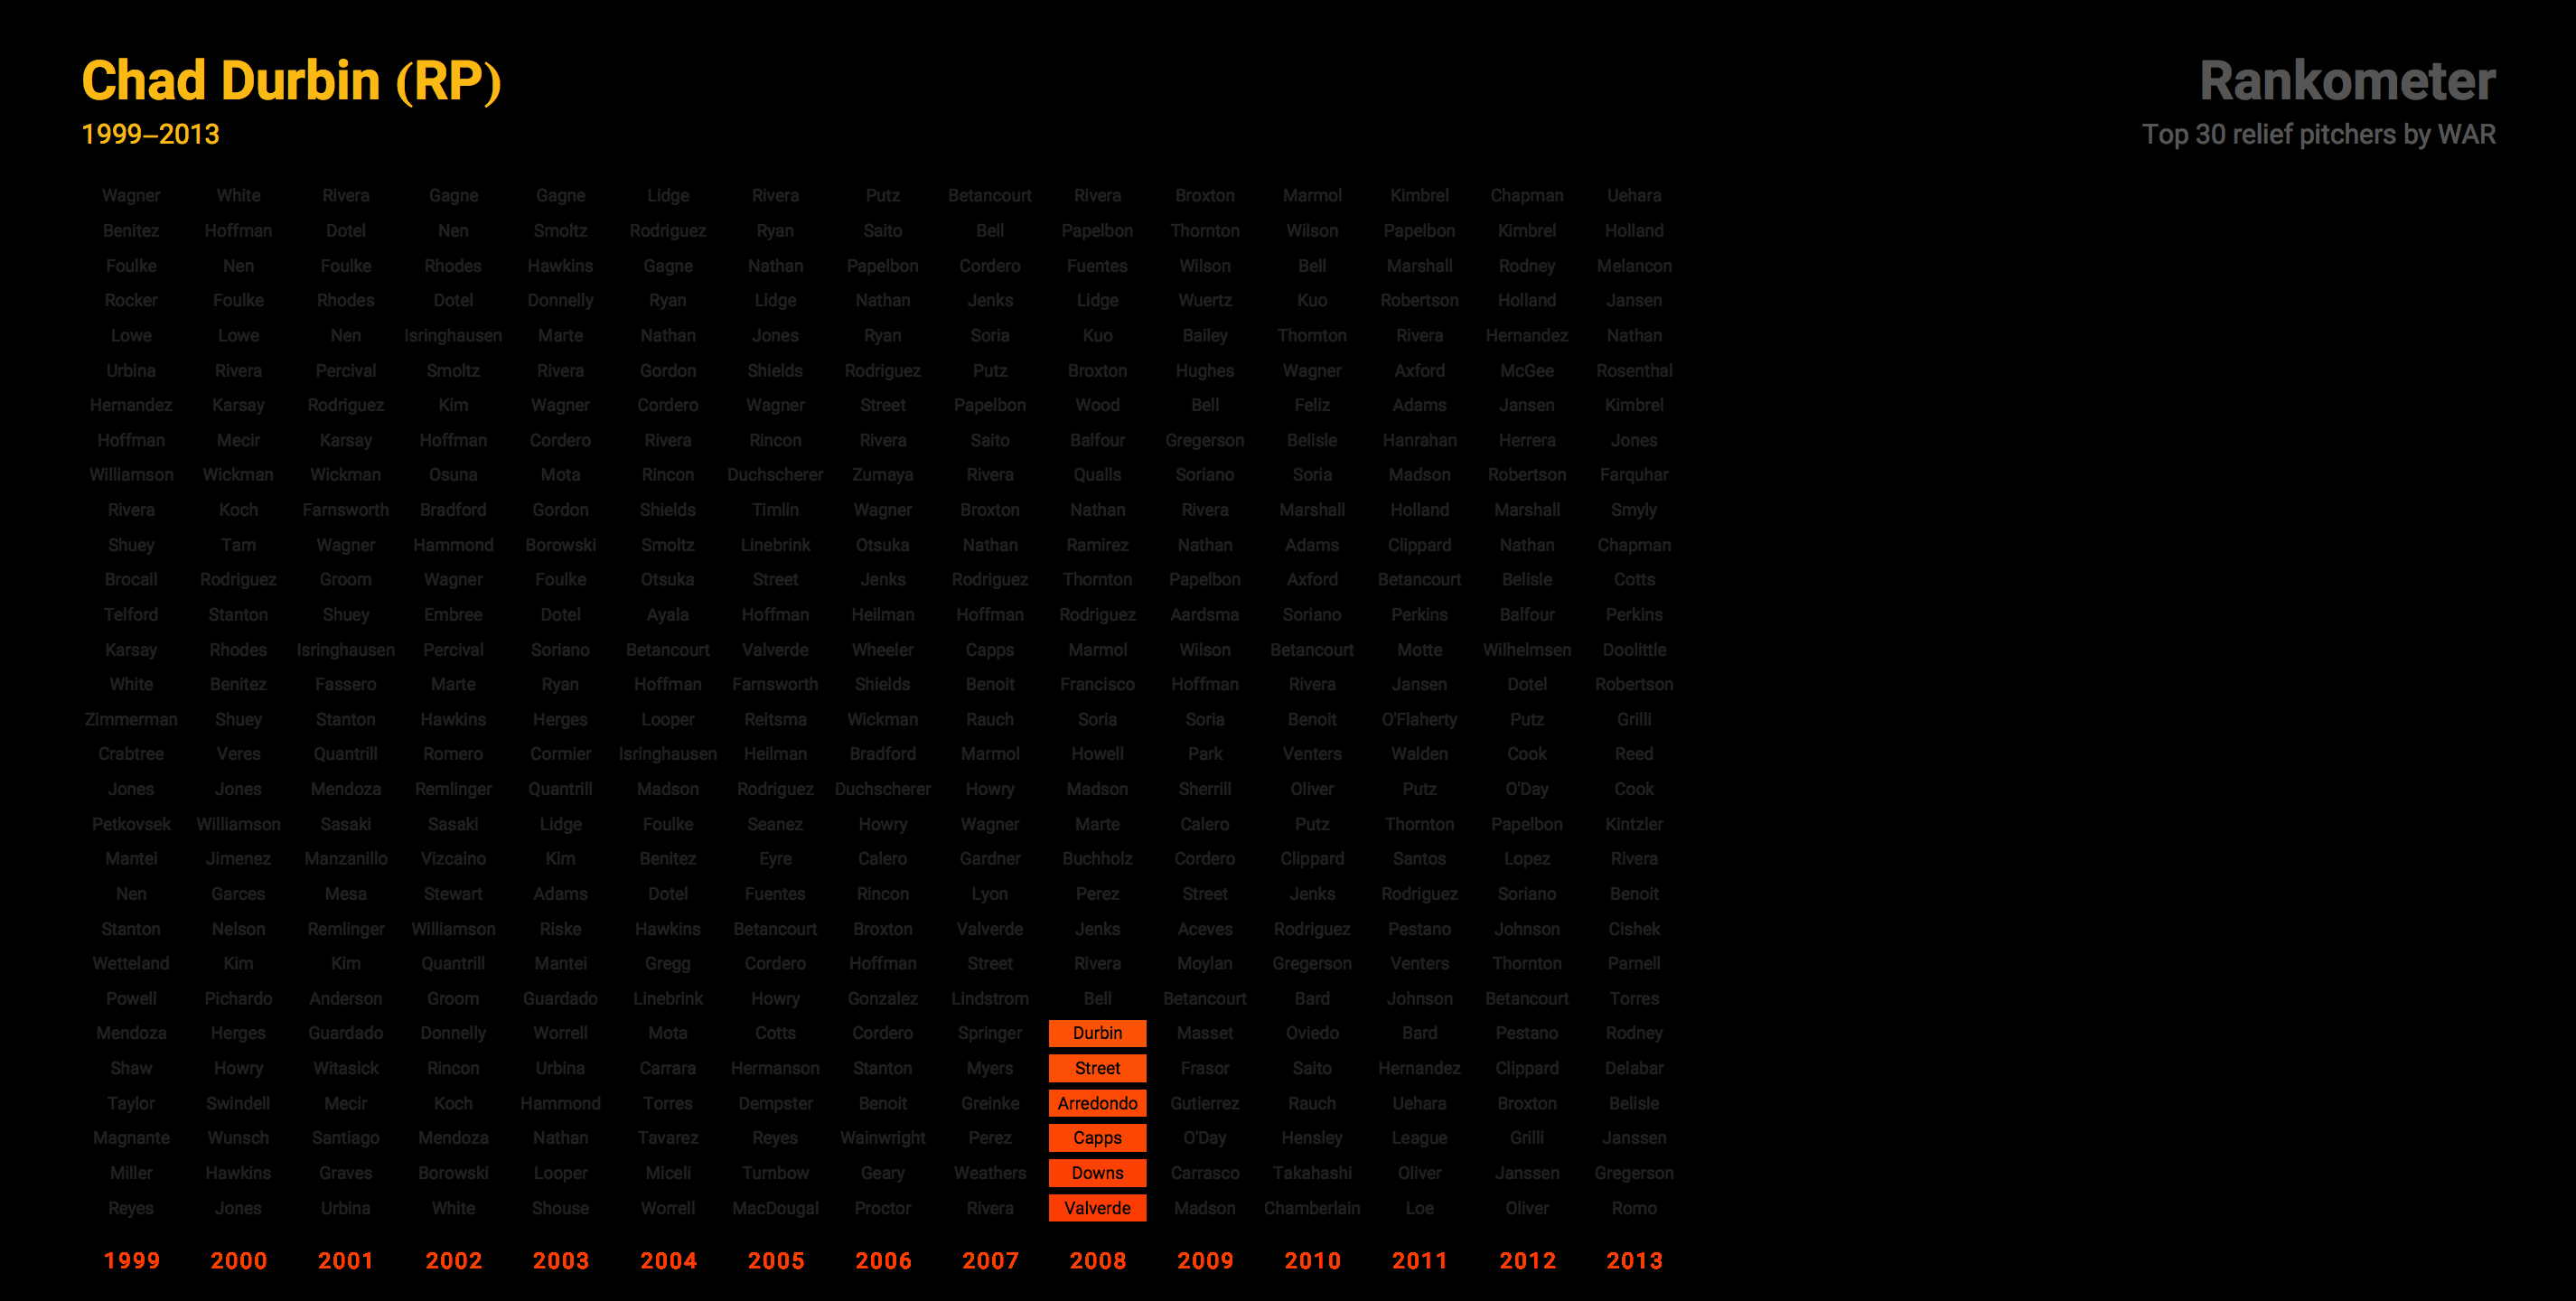 Chad Durbin (RP)
1999–2013
Rankometer
Top 30 relief pitchers by WAR
Wagner White Rivera Gagne Gagne Lidge Rivera Putz Betancourt Rivera Broxton Marmol Kimbrel Chapman Uehara
Benitez Hoffman Dotel Nen Smoltz Rodriguez Ryan Saito Bell Papelbon Thornton Wilson Papelbon Kimbrel Holland
Foulke Nen Foulke Rhodes Hawkins Gagne Nathan Papelbon Cordero Fuentes Wilson Bell Marshall Rodney Melancon
Rocker Foulke Rhodes Dotel Donnelly Ryan Lidge Nathan Jenks Lidge Wuertz Kuo Robertson Holland Jansen
Lowe Lowe Nen Isringhausen Marte Nathan Jones Ryan Soria Kuo Bailey Thornton Rivera Hernandez Nathan
Urbina Rivera Percival Smoltz Rivera Gordon Shields Rodriguez Putz Broxton Hughes Wagner Axford McGee Rosenthal
Hernandez Karsay Rodriguez Kim Wagner Cordero Wagner Street Papelbon Wood Bell Feliz Adams Jansen Kimbrel
Hoffman Mecir Karsay Hoffman Cordero Rivera Rincon Rivera Saito Balfour Gregerson Belisle Hanrahan Herrera Jones
Williamson Wickman Wickman Osuna Mota Rincon Duchscherer Zumaya Rivera Qualls Soriano Soria Madson Robertson Farquhar
Rivera Koch Farnsworth Bradford Gordon Shields Timlin Wagner Broxton Nathan Rivera Marshall Holland Marshall Smyly
Shuey Tam Wagner Hammond Borowski Smoltz Linebrink Otsuka Nathan Ramirez Nathan Adams Clippard Nathan Chapman
Brocail Rodriguez Groom Wagner Foulke Otsuka Street Jenks Rodriguez Thornton Papelbon Axford Betancourt Belisle Cotts
Telford Stanton Shuey Embree Dotel Ayala Hoffman Heilman Hoffman Rodriguez Aardsma Soriano Perkins Balfour Perkins
Karsay Rhodes Isringhausen Percival Soriano Betancourt Valverde Wheeler Capps Marmol Wilson Betancourt Motte Wilhelmsen Doolittle
White Benitez Fassero Marte Ryan Hoffman Farnsworth Shields Benoit Francisco Hoffman Rivera Jansen Dotel Robertson
Zimmerman Shuey Stanton Hawkins Herges Looper Reitsma Wickman Rauch Soria Soria Benoit O'Flaherty Putz Grilli
Crabtree Veres Quantrill Romero Cormier Isringhausen Heilman Bradford Marmol Howell Park Venters Walden Cook Reed
Jones Jones Mendoza Remlinger Quantrill Madson Rodriguez Duchscherer Howry Madson Sherrill Oliver Putz O'Day Cook
Petkovsek Williamson Sasaki Sasaki Lidge Foulke Seanez Howry Wagner Marte Calero Putz Thornton Papelbon Kintzler
Mantei Jimenez Manzanillo Vizcaino Kim Benitez Eyre Calero Gardner Buchholz Cordero Clippard Santos Lopez Rivera
Nen Garces Mesa Stewart Adams Dotel Fuentes Rincon Lyon Perez Street Jenks Rodriguez Soriano Benoit
Stanton Nelson Remlinger Williamson Riske Hawkins Betancourt Broxton Valverde Jenks Aceves Rodriguez Pestano Johnson Cishek
Wetteland Kim Kim Quantrill Mantei Gregg Cordero Hoffman Street Rivera Moylan Gregerson Venters Thornton Parnell
Powell Pichardo Anderson Groom Guardado Linebrink Howry Gonzalez Lindstrom Bell Betancourt Bard Johnson Betancourt Torres
Mendoza Herges Guardado Donnelly Worrell Mota Cotts Cordero Springer Durbin Masset Oviedo Bard Pestano Rodney
Shaw Howry Witasick Rincon Urbina Carrara Hermanson Stanton Myers Street Frasor Saito Hernandez Clippard Delabar
Taylor Swindell Mecir Koch Hammond Torres Dempster Benoit Greinke Arredondo Gutierrez Rauch Uehara Broxton Belisle
Magnante Wunsch Santiago Mendoza Nathan Tavarez Reyes Wainwright Perez Capps O'Day Hensley League Grilli Janssen
Miller Hawkins Graves Borowski Looper Miceli Turnbow Geary Weathers Downs Carrasco Takahashi Oliver Janssen Gregerson
Reyes Jones Urbina White Shouse Worrell MacDougal Proctor Rivera Valverde Madson Chamberlain Loe Oliver Romo
1999 2000 2001 2002 2003 2004 2005 2006 2007 2008 2009 2010 2011 2012 2013